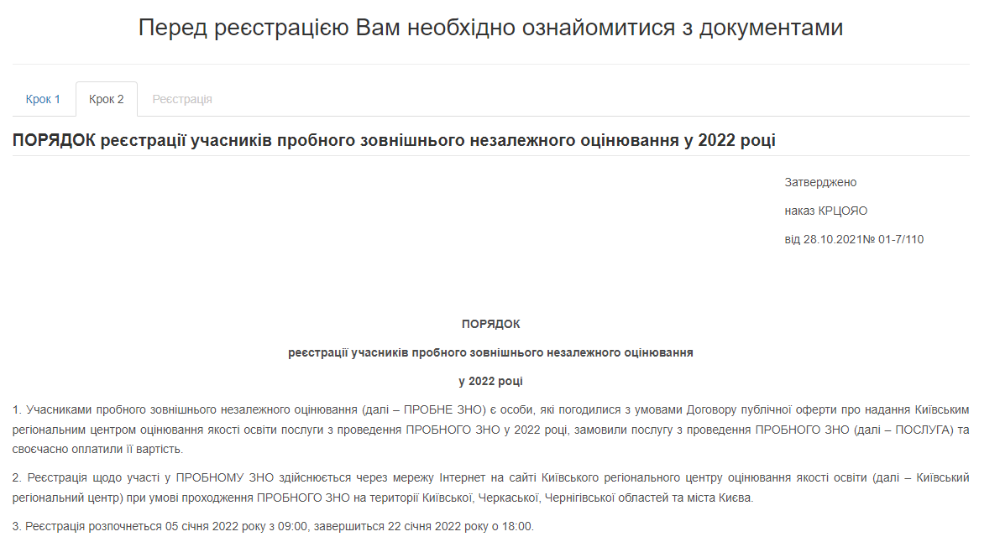 Перед реєстрацією Вам необхідно ознайомитися з документами
Крок 1
Крок 2
Реєстрація
ПОРЯДОК реєстрації учасників пробного зовнішнього незалежного оцінювання у 2022 році
Затверджено
наказ КРЦОЯО
від 28.10.2021№ 01-7/110
ПОРЯДОК
реєстрації учасників пробного зовнішнього незалежного оцінювання
у 2022 році
1. Учасниками пробного зовнішнього незалежного оцінювання (далі – ПРОБНЕ ЗНО) є особи, які погодилися з умовами Договору публічної оферти про надання Київським
регіональним центром оцінювання якості освіти послуги з проведення ПРОБНОГО ЗНО у 2022 році, замовили послугу з проведення ПРОБНОГО ЗНО (далі – ПОСЛУГА) та
своєчасно оплатили її вартість.
2. Реєстрація щодо участі у ПРОБНОМУ ЗНО здійснюється через мережу Інтернет на сайті Київського регіонального центру оцінювання якості освіти (далі – Київський
регіональний центр) при умові проходження ПРОБНОГО ЗНО на території Київської, Черкаської, Чернігівської областей та міста Києва.
3. Реєстрація розпочнеться 05 січня 2022 року з 09:00, завершиться 22 січня 2022 року о 18:00.